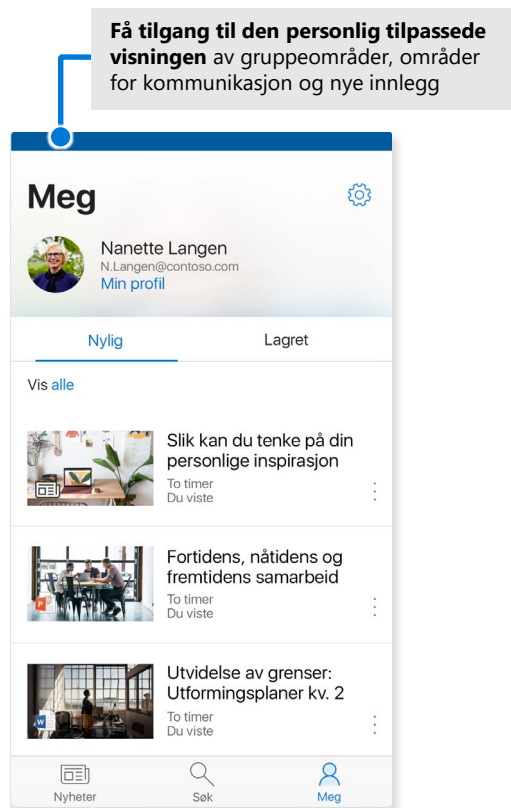 Få tilgang til den personlig tilpassede
visningen av gruppeområder, områder
for kommunikasjon og nye innlegg
Meg
Nanette Langen
N.Langen@contoso.com
Min profil
Nylig
Lagret
Vis alle
Slik kan du tenke på din
personlige inspirasjon
To timer
Du viste
Fortidens, nåtidens og
fremtidens samarbeid
To timer
Du viste
P
Utvidelse av grenser:
Utformingsplaner kv. 2
To timer
Du viste
W
Nyheter
Søk
Meg